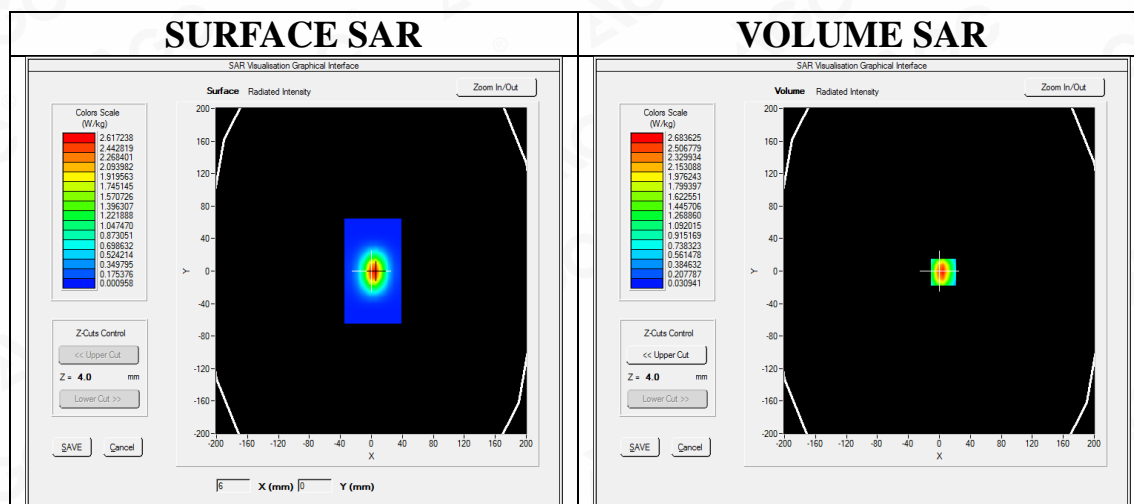 SURFACE SAR
SAR Visualisation Graphical Interface
Surface Radiated Intensity
Zoom In/Out
Colors Scale
(W/kg)
2.617238
2.442819
2.268401
2.093982
1.919563
1.745145
1.570726
1.396307
1.221888
1.047470
0.873051
0.698632
0.524214
0.349795
0.175376
0.000958
Z-Cuts Control
<< Upper Cut
Z = 4.0 mm
Lower Cut >>
SAVE Cancel
200
160
120
80
40
0
-40
-80
-120
-160
-200
Y
-200 -160 -120 -80 -40 0 40 80 120 160 200
X
6 X (mm) 0 Y (mm)
VOLUME SAR
SAR Visualisation Graphical Interface
Volume Radiated Intensity
Zoom In/Out
Colors Scale
(W/kg)
2.683625
2.506779
2.329934
2.153088
1.976243
1.799397
1.622551
1.445706
1.268860
1.092015
0.915169
0.738323
0.561478
0.384632
0.207787
0.030941
Z-Cuts Control
<< Upper Cut
Z = 4.0 mm
Lower Cut >>
SAVE Cancel
200
160
120
80
40
0
-40
-80
-120
-160
-200
Y
-200 -160 -120 -80 -40 0 40 80 120 160 200
X